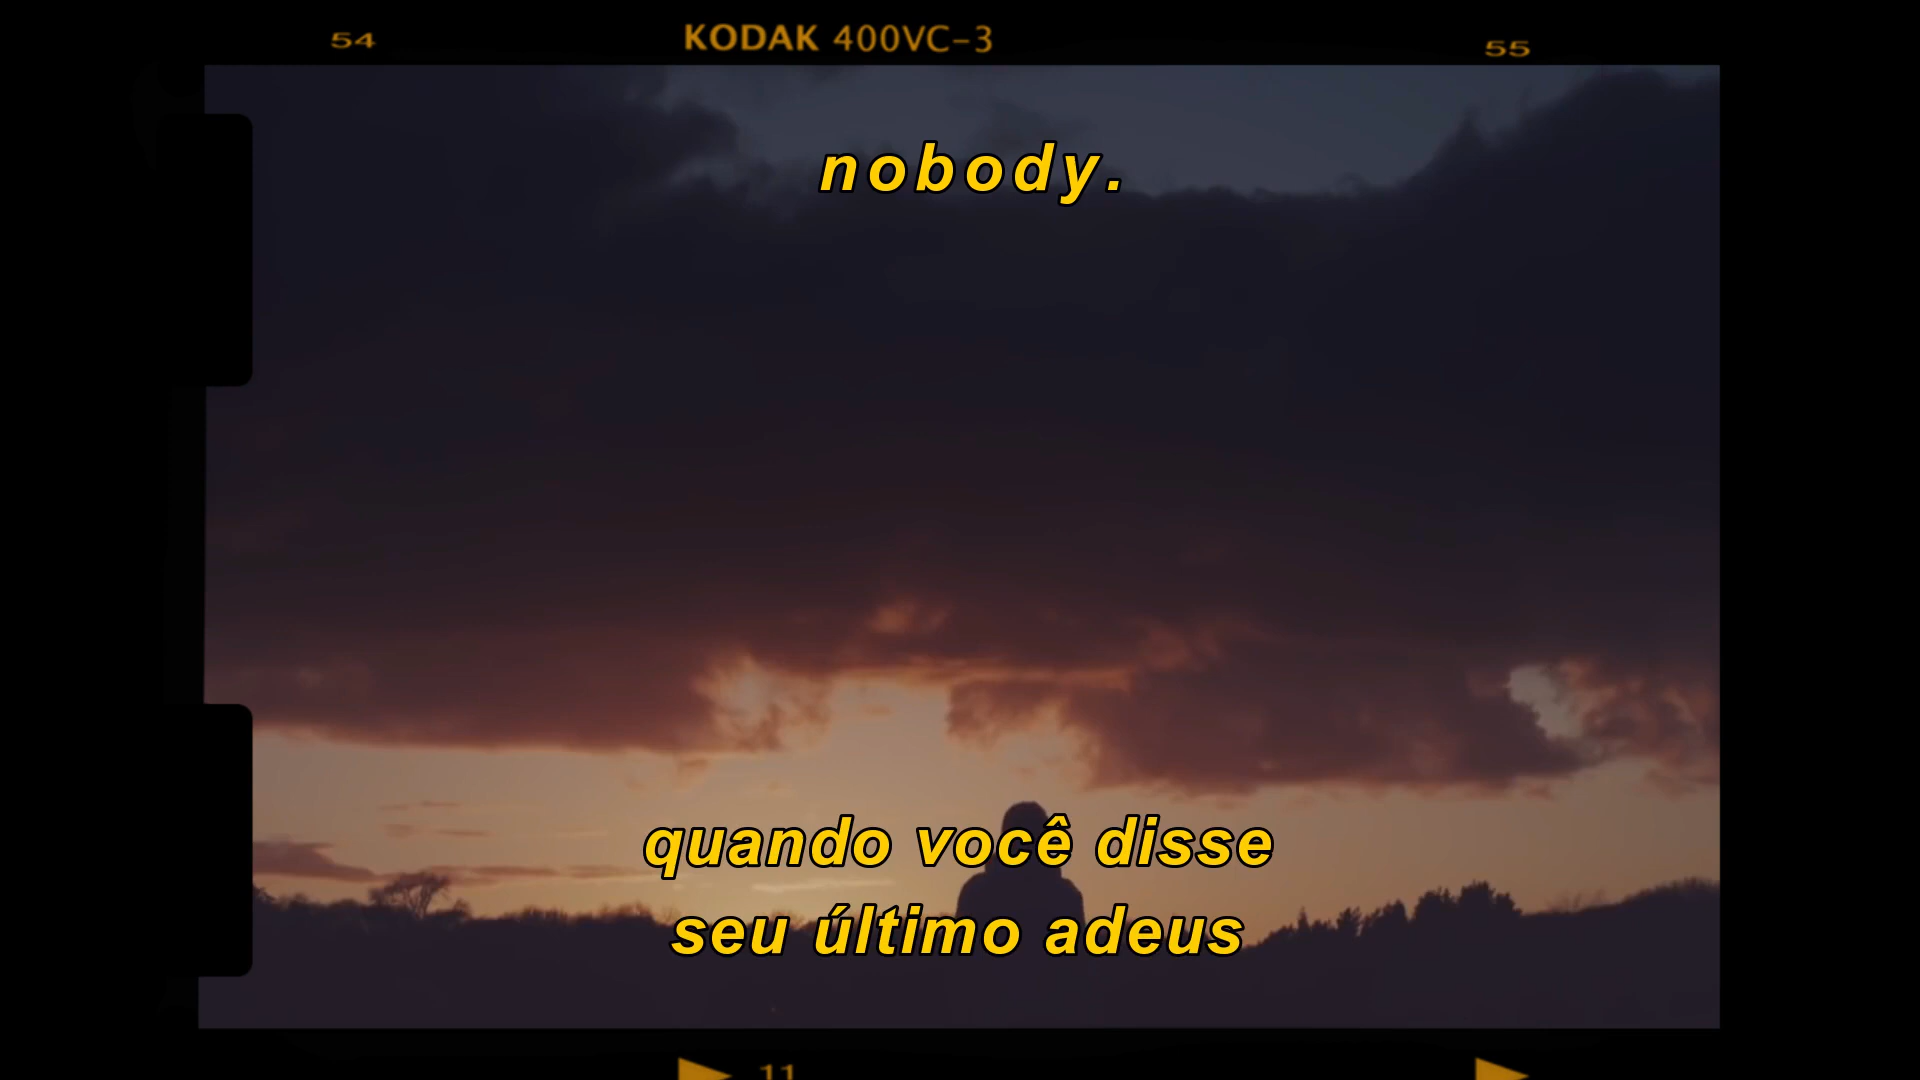 54 KODAK 400VC-3 55
nobody.
quando você disse
seu último adeus
11